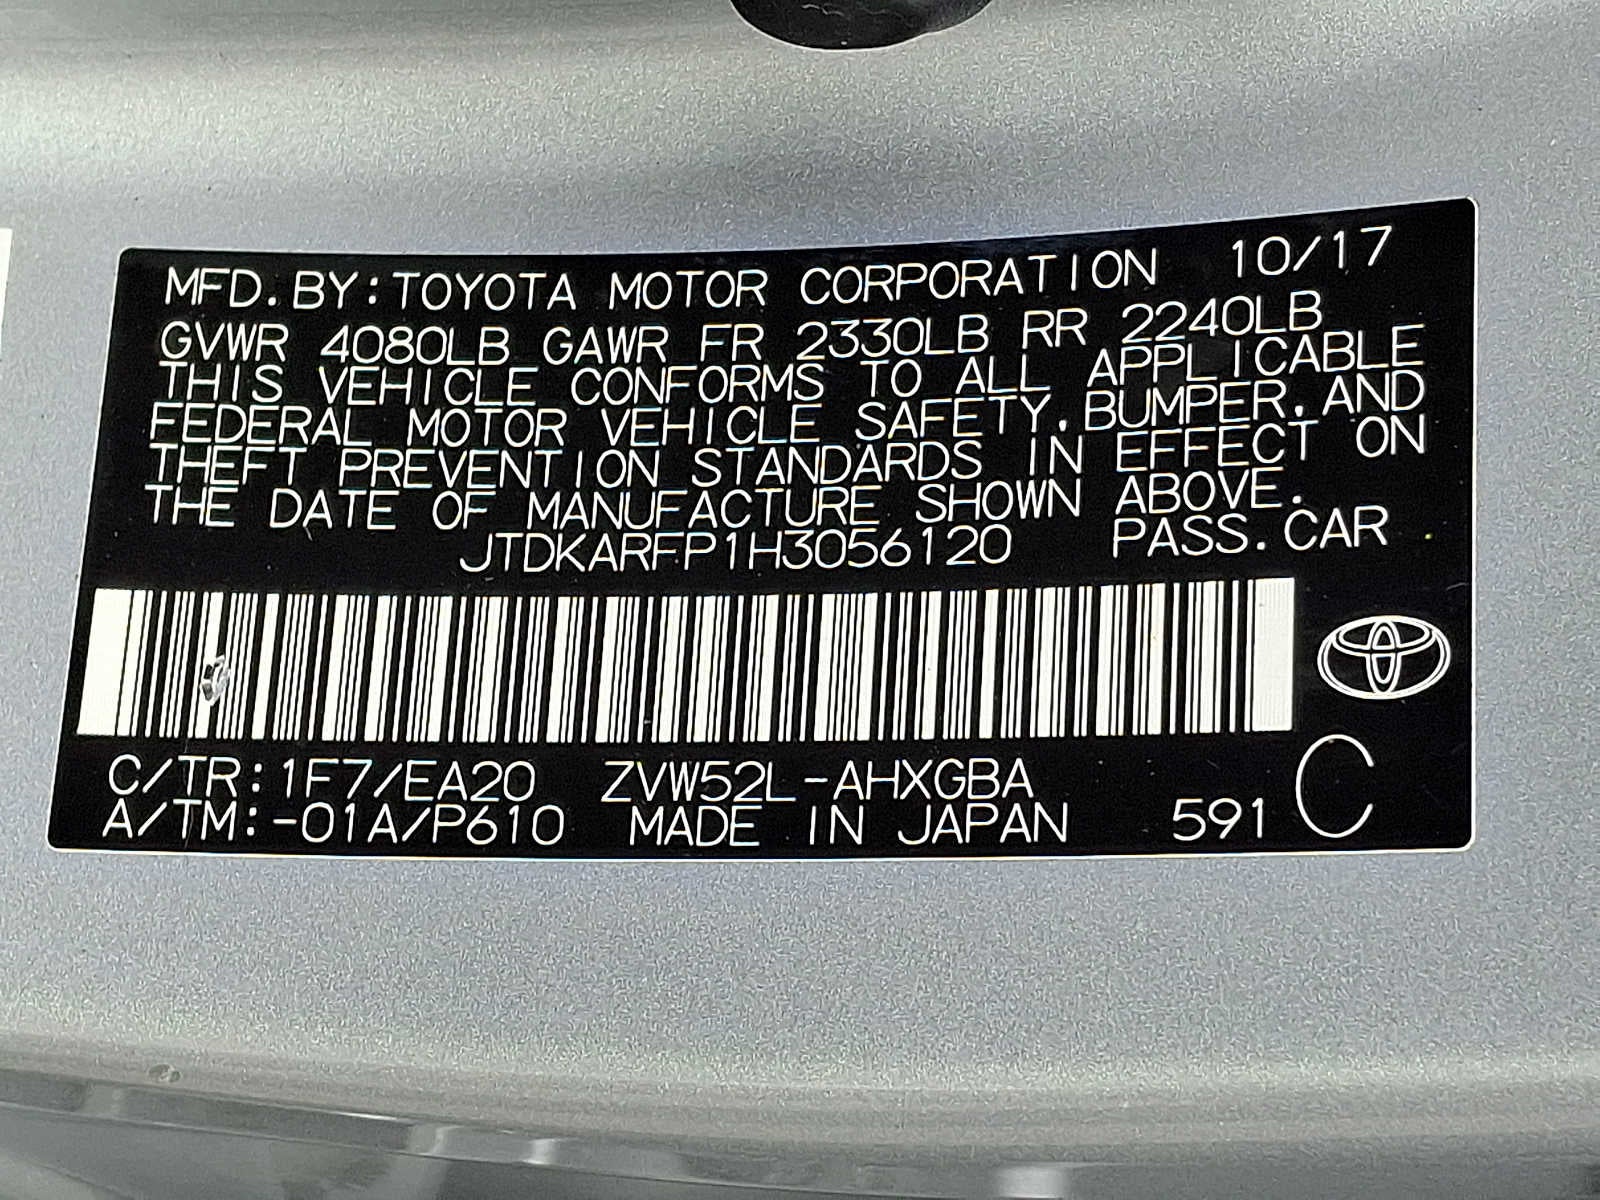 MFD.BY:TOYOTA MOTOR CORPORATION 10/17
GVWR 4080LB GAWR FR 2330LB RR 2240LB
THIS VEHICLE CONFORMS TO ALL APPLICABLE
FEDERAL MOTOR VEHICLE SAFETY,BUMPER,AND
THEFT PREVENTION STANDARDS IN EFFECT ON
THE DATE OF MANUFACTURE SHOWN ABOVE.
JTDKARFP1H3056120 PASS.CAR
C/TR:1F7/EA20 ZVW52L-AHXGBA
A/TM:-01A/P610 MADE IN JAPAN 591 C